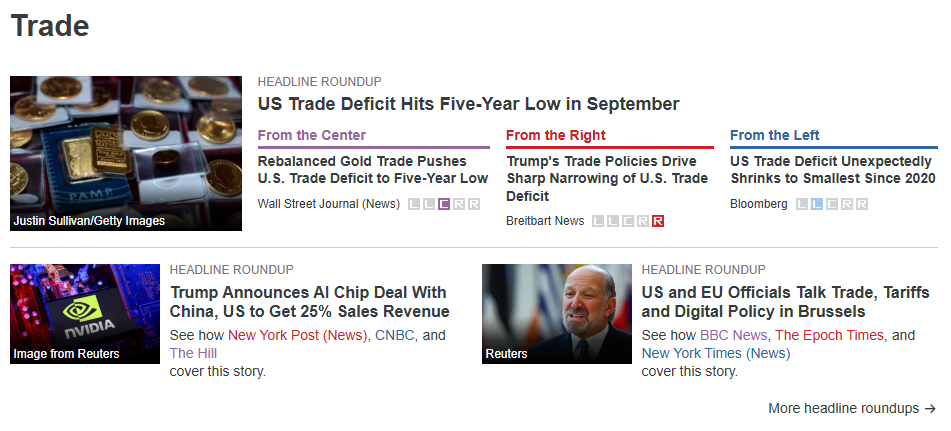 Trade
HEADLINE ROUNDUP
US Trade Deficit Hits Five-Year Low in September
From the Center
Rebalanced Gold Trade Pushes
U.S. Trade Deficit to Five-Year Low
Wall Street Journal (News) L L C R R
From the Right
Trump's Trade Policies Drive
Sharp Narrowing of U.S. Trade
Deficit
Breitbart News L L C R R
From the Left
US Trade Deficit Unexpectedly
Shrinks to Smallest Since 2020
Bloomberg L L C R R
PAMP
Justin Sullivan/Getty Images
HEADLINE ROUNDUP
Trump Announces AI Chip Deal With
China, US to Get 25% Sales Revenue
See how New York Post (News), CNBC, and
The Hill
cover this story.
NVIDIA
Image from Reuters
HEADLINE ROUNDUP
US and EU Officials Talk Trade, Tariffs
and Digital Policy in Brussels
See how BBC News, The Epoch Times, and
New York Times (News)
cover this story.
Reuters
More headline roundups →